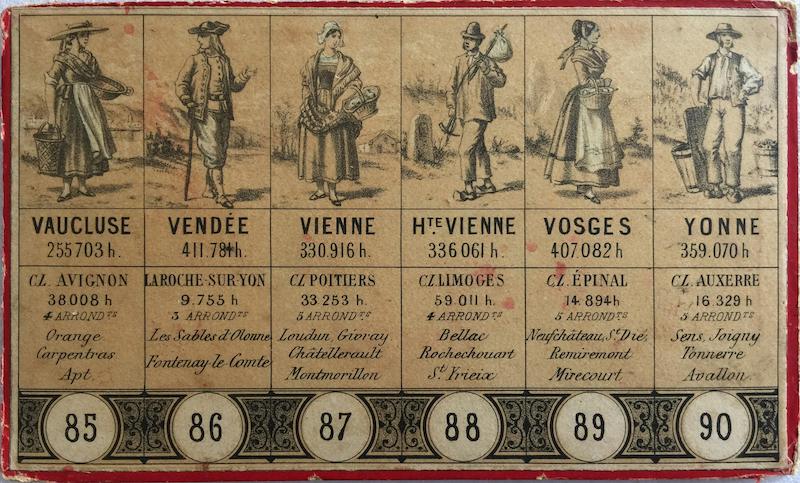 VAUCLUSE
255703 h.
CL. AVIGNON
38008 h
4 ARRONDTS
Orange
Carpentras
Apt.
85
VENDÉE
411.781 h.
LAROCHE-SUR-YON
9.755 h
3 ARRONDTS
Les Sables d'Olonne
Fontenay-le-Comte
86
VIENNE
330.916 h.
CL POITIERS
33 253 h.
5 ARRONDTS
Loudun, Civray
Châtellerault
Montmorillon
87
HTE VIENNE
336 061 h.
CL LIMOGES
59 011 h.
4 ARRONDTS
Bellac
Rochechouart
St Yrieix
88
VOSGES
407.082 h
CL. ÉPINAL
14 894 h
5 ARRONDTS
Neufchâteau, St Dié,
Remiremont
Mirecourt
89
YONNE
359.070 h
CL. AUXERRE
16 329 h
5 ARRONDTS
Sens, Joigny
Tonnerre
Avallon
90